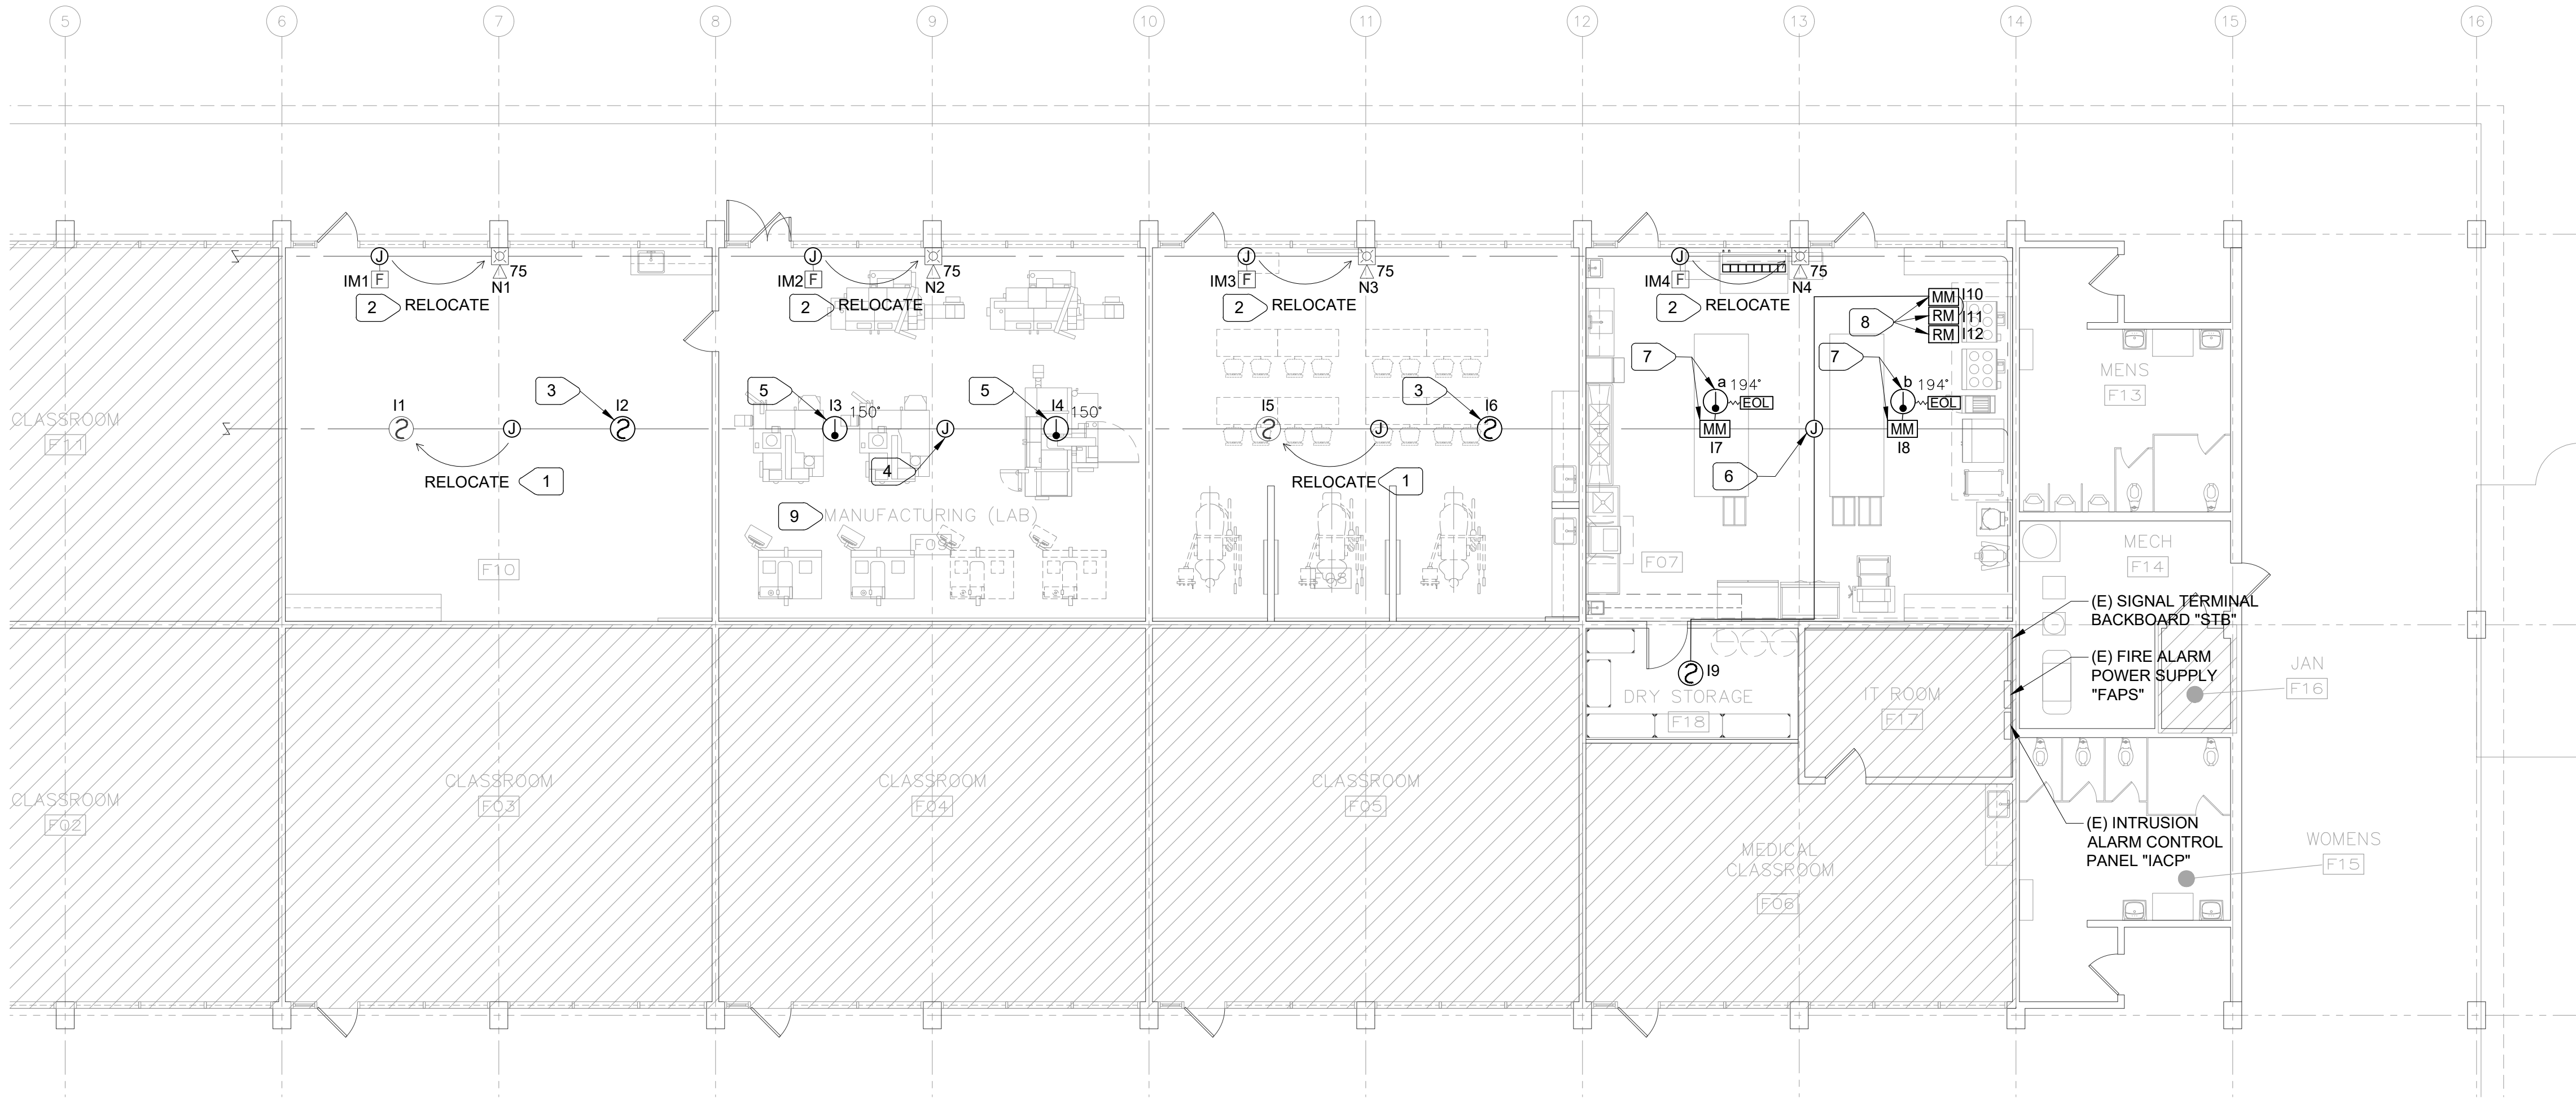 5
6
7
8
9
10
11
12
13
14
15
16
J
J
J
J
IM1 F
75
IM2 F
75
IM3 F
75
IM4 F
75
N1
N2
N3
N4
2 RELOCATE
2 RELOCATE
2 RELOCATE
2 RELOCATE
MM I10
RM I11
RM I12
8
7
7
MENS
F13
3
5
5
3
a 194°
EOL
b 194°
EOL
CLASSROOM
F11
I1
J
I2
I3 150°
J
I4 150°
I5
J
I6
MM
I7
J
MM
I8
4
6
RELOCATE 1
RELOCATE 1
9 MANUFACTURING (LAB)
F09
F10
F08
F07
MECH
F14
(E) SIGNAL TERMINAL
BACKBOARD "STB"
(E) FIRE ALARM
POWER SUPPLY
"FAPS"
JAN
F16
I9
DRY STORAGE
F18
IT ROOM
F17
CLASSROOM
F02
CLASSROOM
F03
CLASSROOM
F04
CLASSROOM
F05
MEDICAL
CLASSROOM
F06
(E) INTRUSION
ALARM CONTROL
PANEL "IACP"
WOMENS
F15